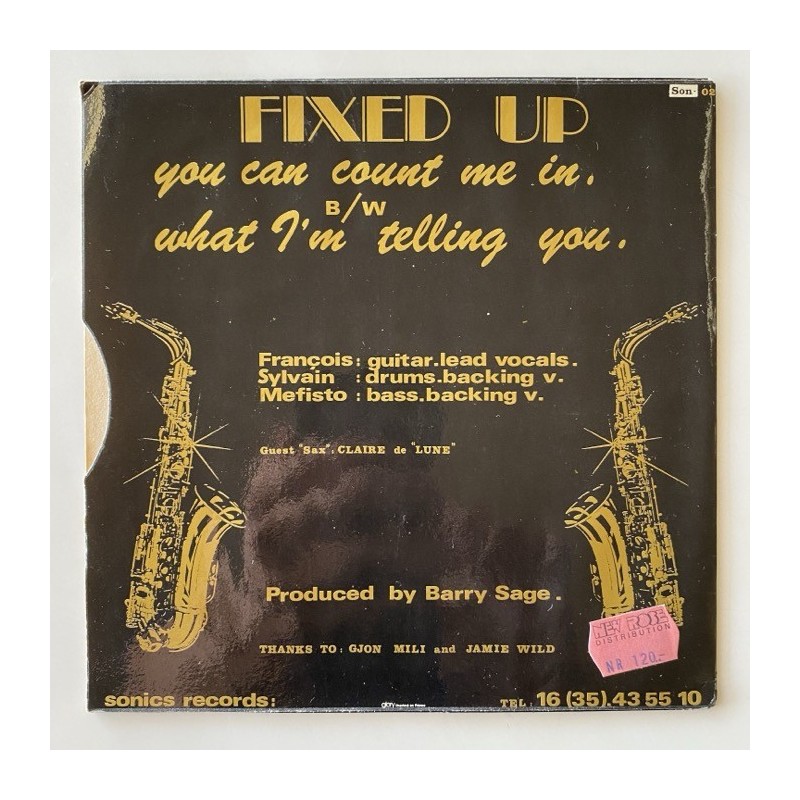 Son- 02
FIXED UP
you can count me in.
B/W
what I'm telling you.
François: guitar.lead vocals.
Sylvain : drums.backing v.
Mefisto : bass.backing v.
Guest "Sax": CLAIRE de "LUNE"
Produced by Barry Sage.
NEW ROSE
DISTRIBUTION
NR 120.-
THANKS TO: GJON MILI and JAMIE WILD
sonics records:
TEL: 16 (35).43 55 10